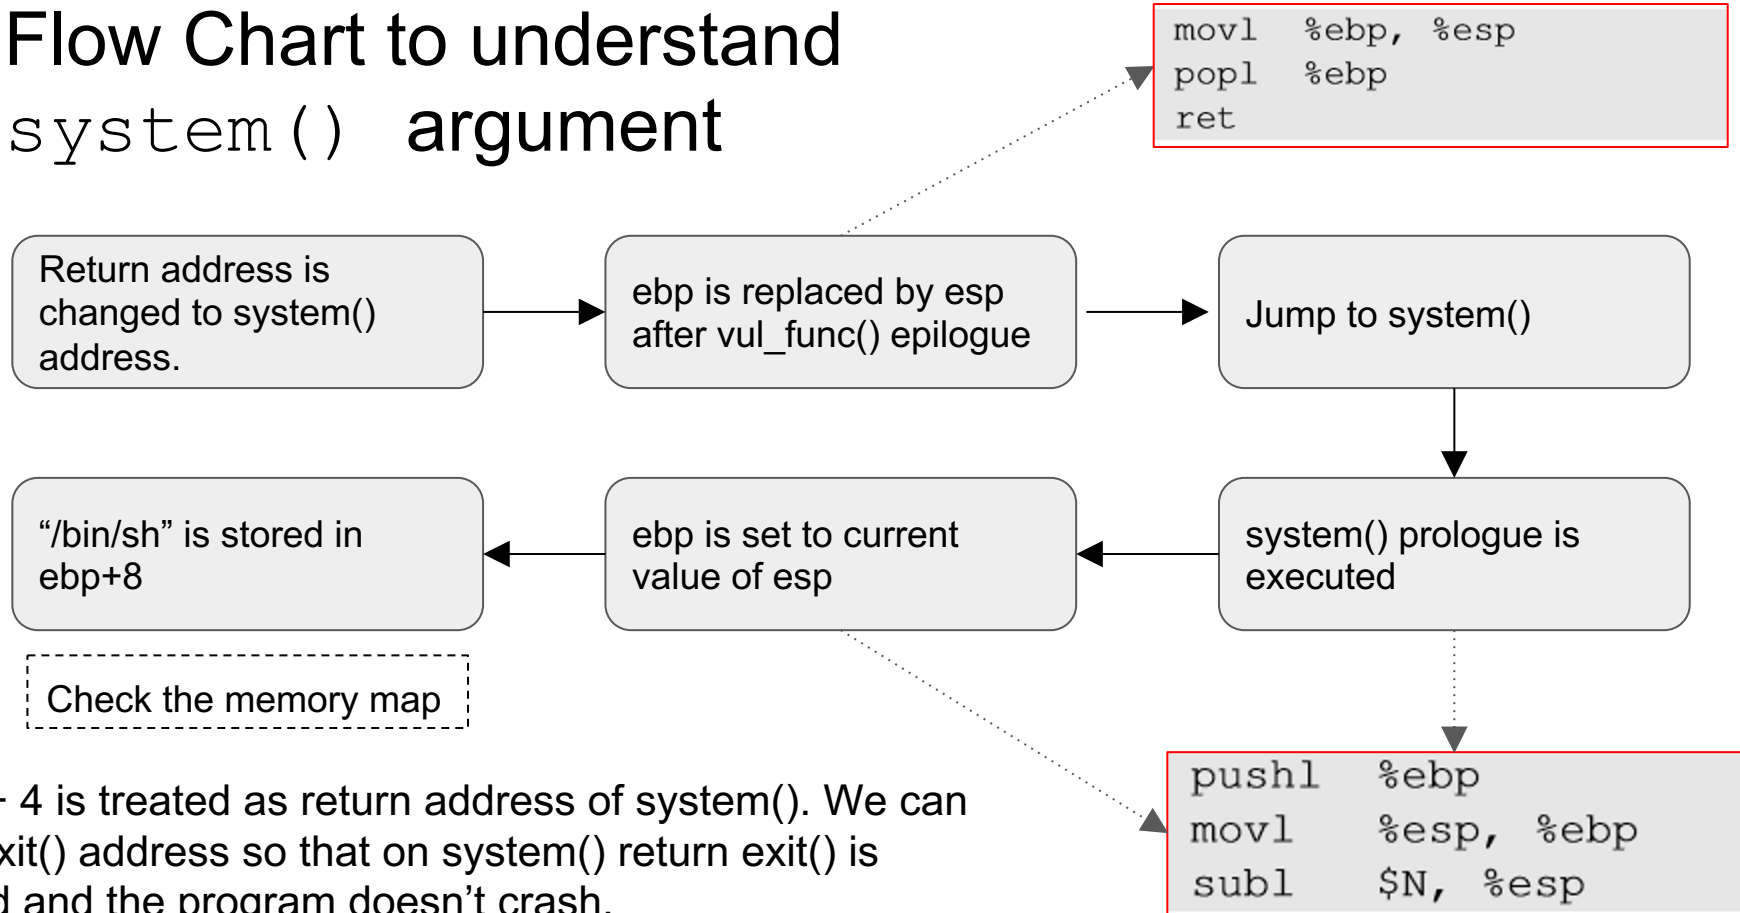 Flow Chart to understand
system() argument
movl %ebp, %esp
popl %ebp
ret
Return address is
changed to system()
address.
ebp is replaced by esp
after vul_func() epilogue
Jump to system()
“/bin/sh” is stored in
ebp+8
ebp is set to current
value of esp
system() prologue is
executed
Check the memory map
4 is treated as return address of system(). We can
exit() address so that on system() return exit() is
and the program doesn’t crash.
pushl %ebp
movl %esp, %ebp
subl $N, %esp